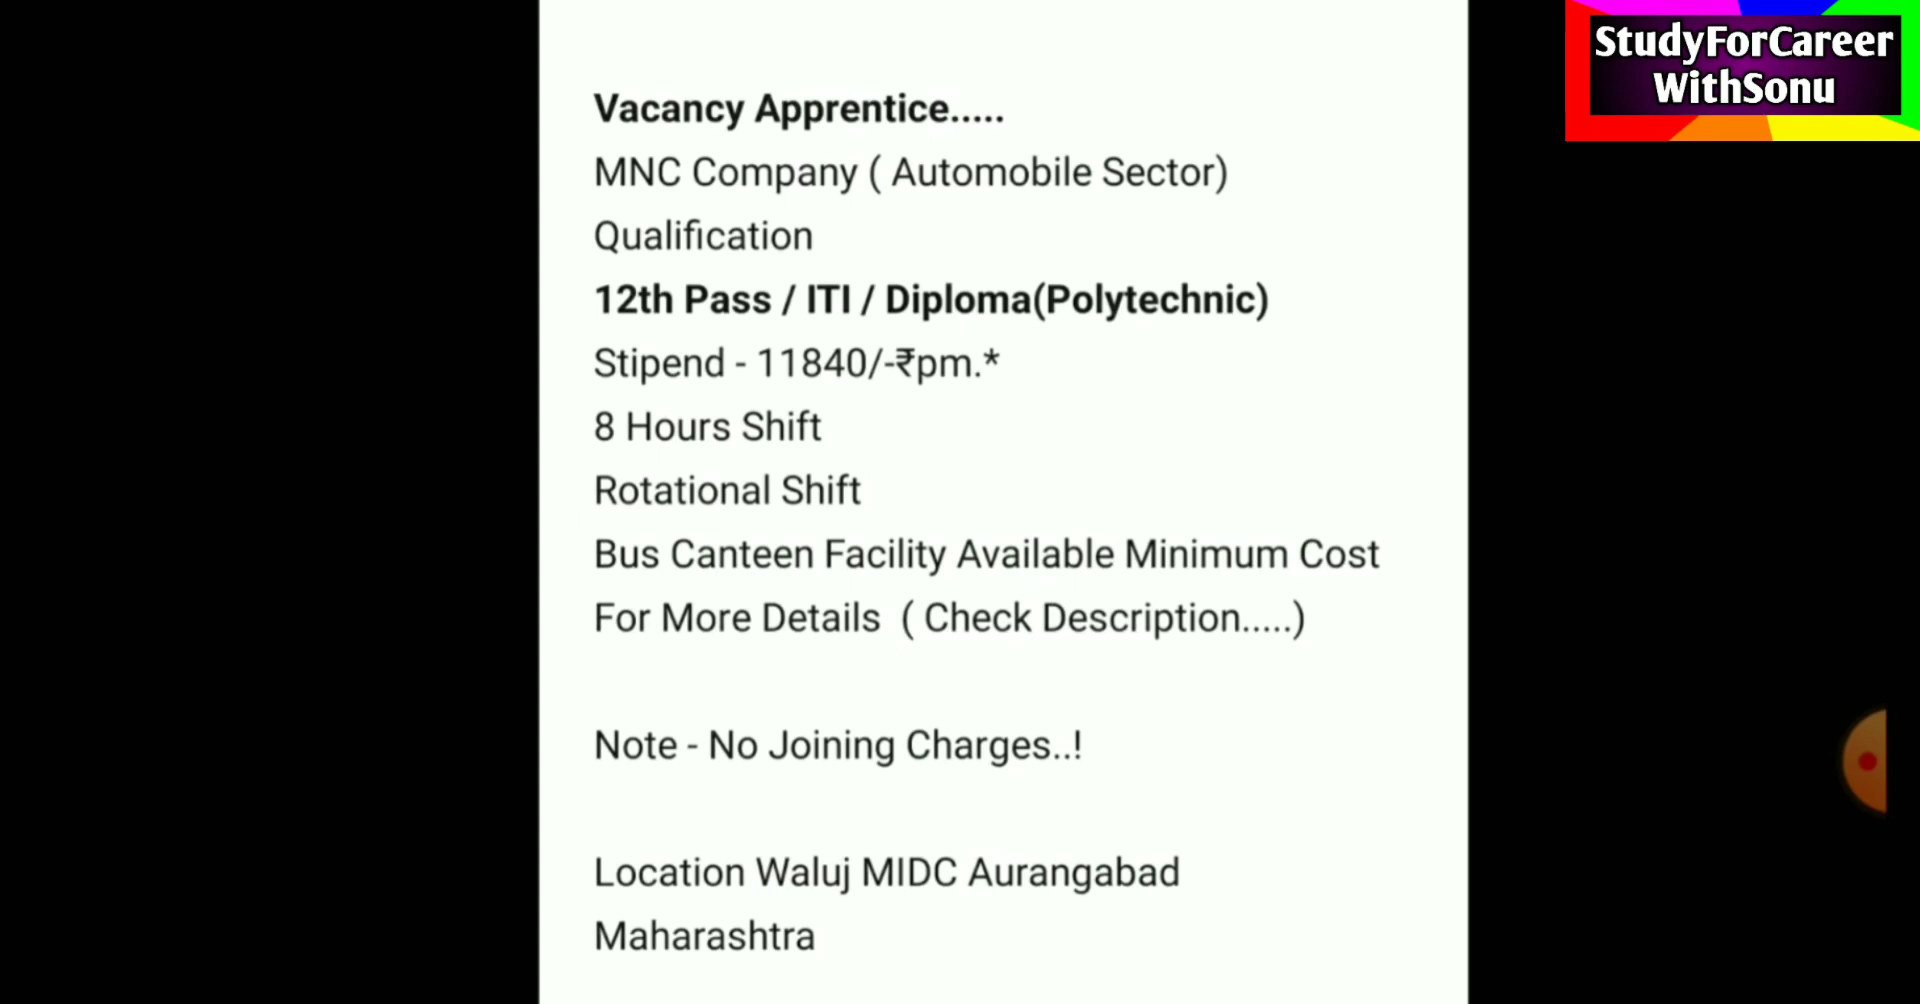 StudyForCareer
WithSonu
Vacancy Apprentice.....
MNC Company ( Automobile Sector)
Qualification
12th Pass / ITI / Diploma(Polytechnic)
Stipend - 11840/-₹pm.*
8 Hours Shift
Rotational Shift
Bus Canteen Facility Available Minimum Cost
For More Details  ( Check Description.....)
Note - No Joining Charges..!
Location Waluj MIDC Aurangabad
Maharashtra